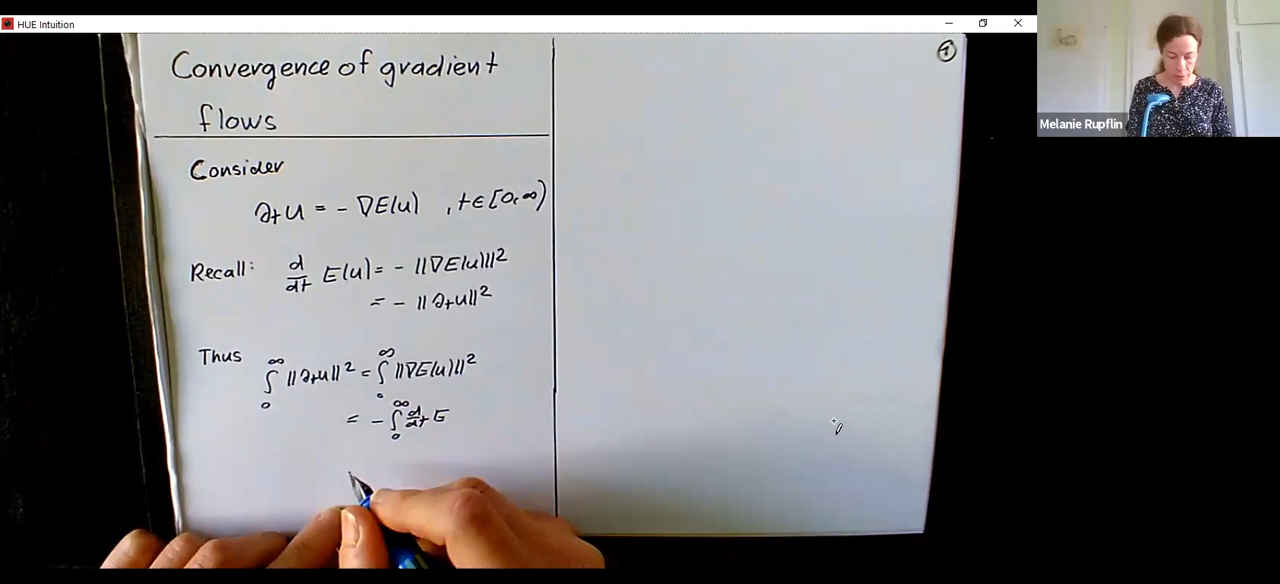 HUE Intuition
Convergence of gradient
flows
Consider
∂ₜu = - ∇E(u) , t∈[0,∞)
Recall: d/dt E(u) = - ||∇E(u)||²
= - ||∂ₜu||²
Thus ∫₀^∞ ||∂ₜu||² = ∫₀^∞ ||∇E(u)||²
= - ∫₀^∞ d/dt E
1
Melanie Rupflin